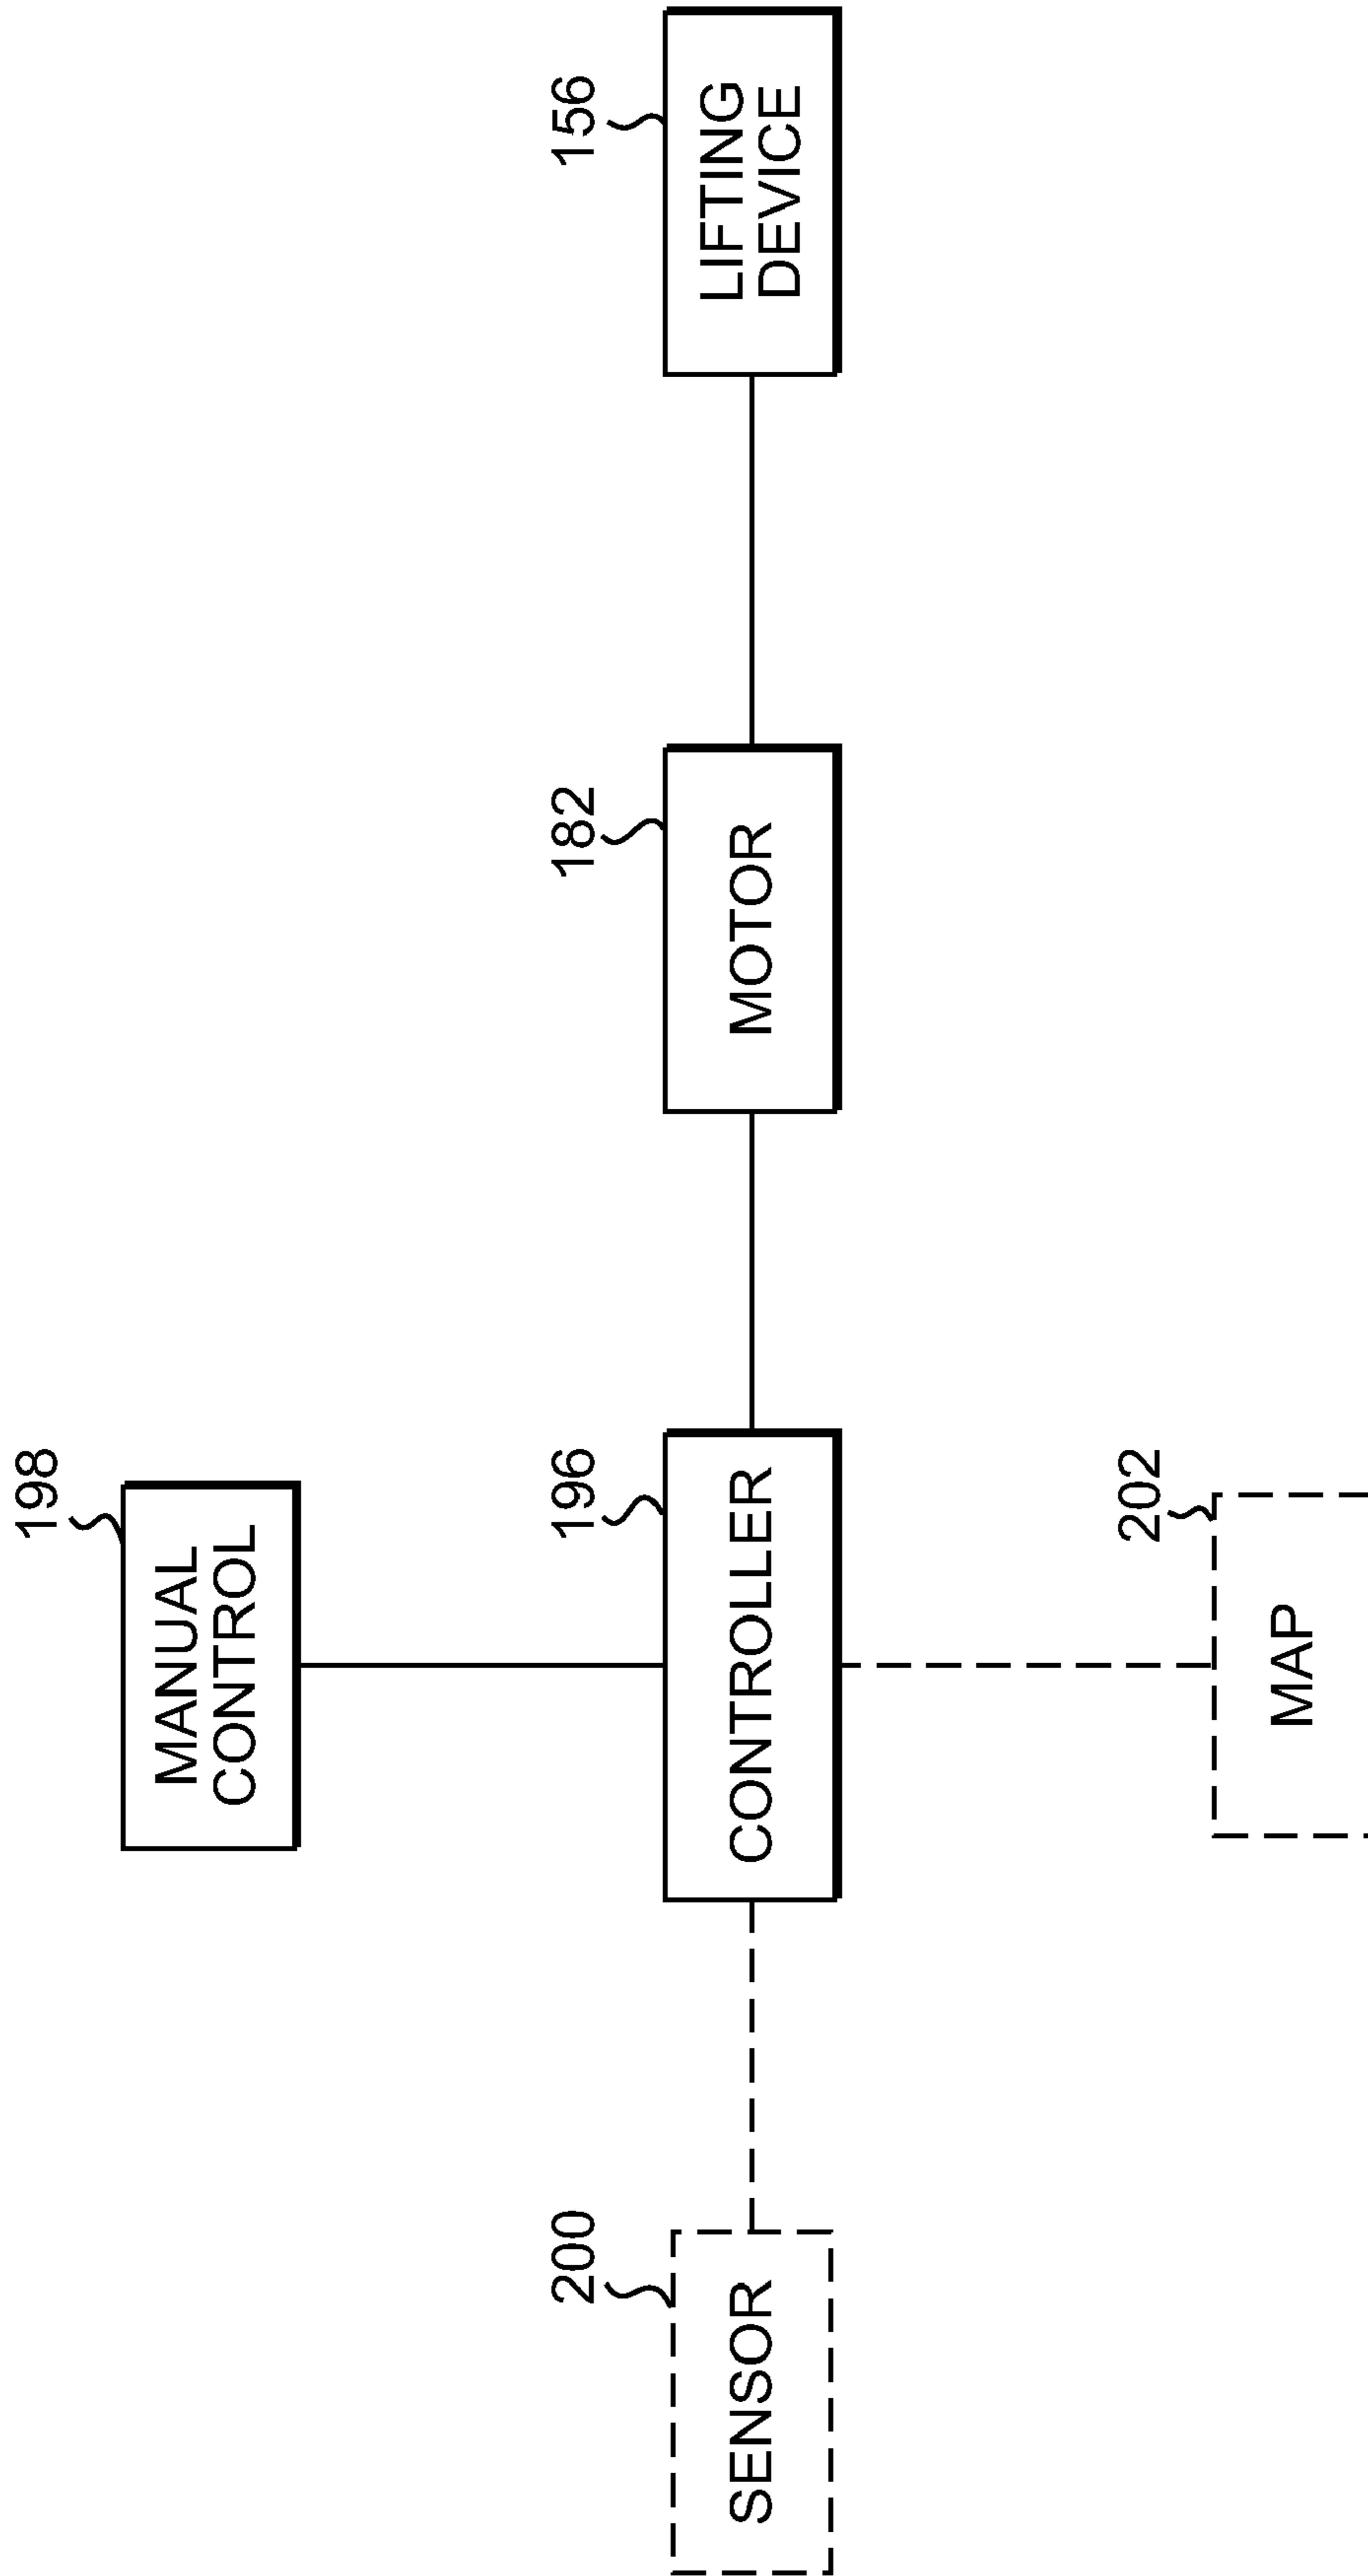 198
MANUAL
CONTROL
200
SENSOR
196
CONTROLLER
182
MOTOR
156
LIFTING
DEVICE
202
MAP